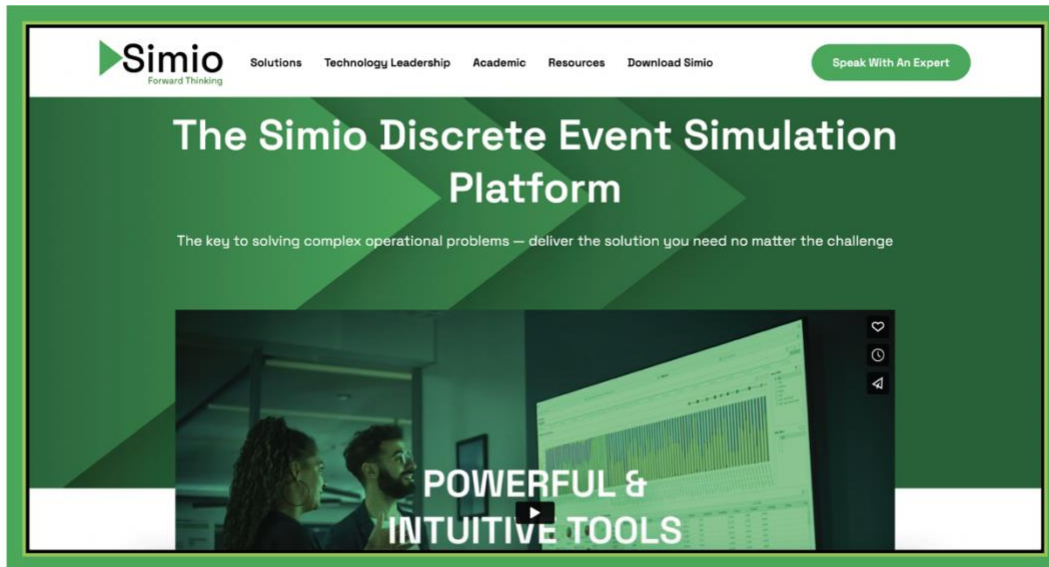 Simio
Forward Thinking
Solutions Technology Leadership Academic Resources Download Simio
Speak With An Expert
The Simio Discrete Event Simulation
Platform
The key to solving complex operational problems — deliver the solution you need no matter the challenge
POWERFUL &
INTUITIVE TOOLS